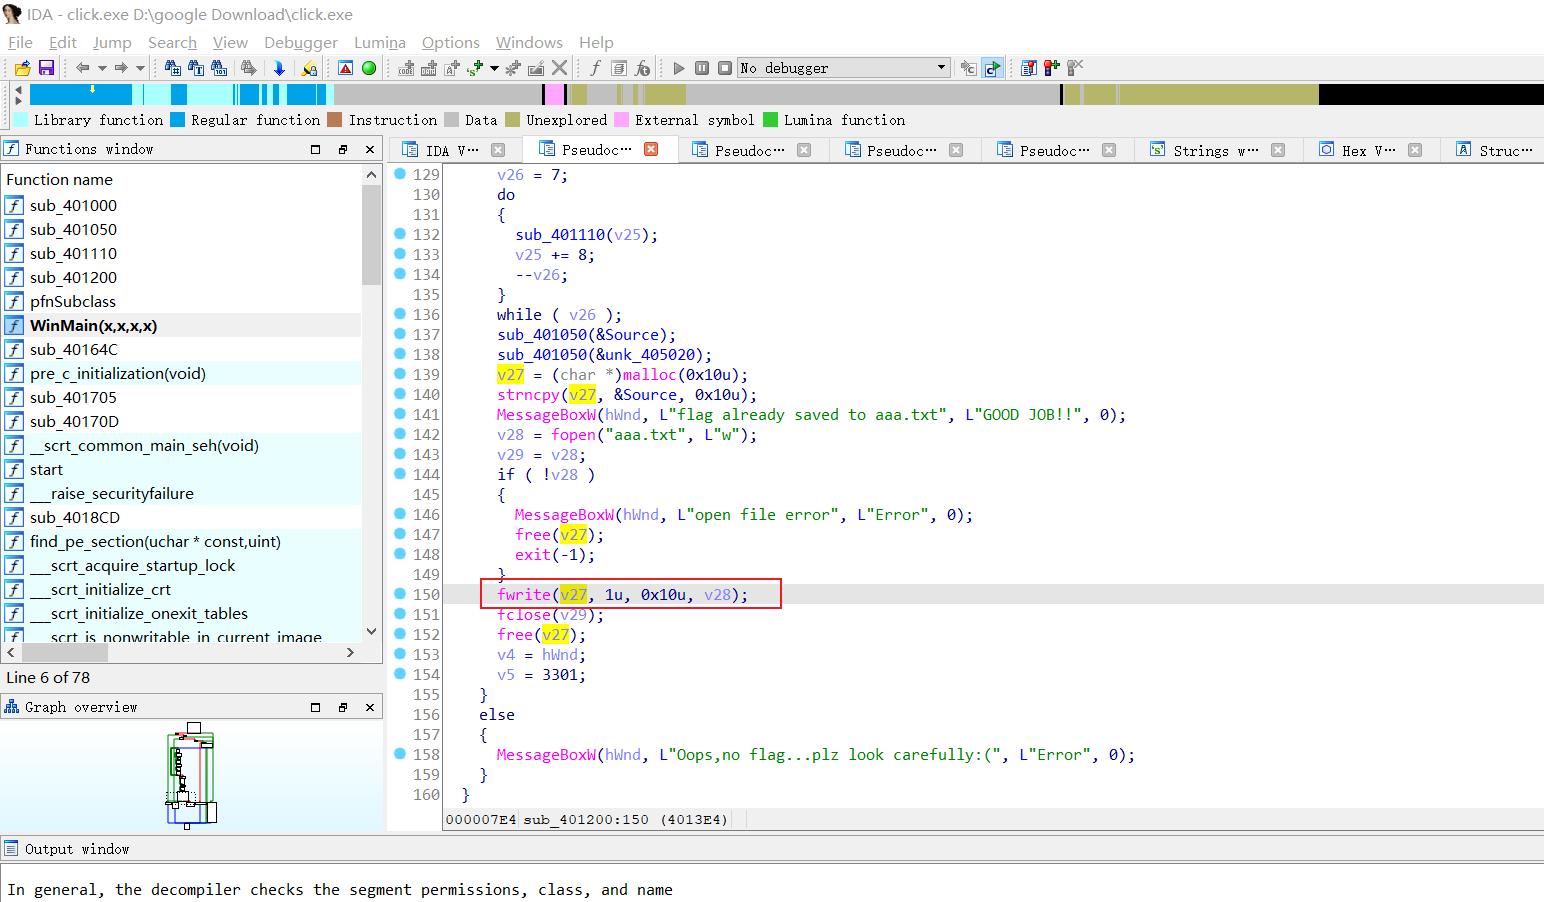 IDA - click.exe D:\google Download\click.exe
File Edit Jump Search View Debugger Lumina Options Windows Help
No debugger
Library function Regular function Instruction Data Unexplored External symbol Lumina function
Functions window
IDA V··· Pseudoc··· Pseudoc··· Pseudoc··· Pseudoc··· Strings w··· Hex V··· Struc···
Function name
sub_401000
sub_401050
sub_401110
sub_401200
pfnSubclass
WinMain(x,x,x,x)
sub_40164C
pre_c_initialization(void)
sub_401705
sub_40170D
__scrt_common_main_seh(void)
start
___raise_securityfailure
sub_4018CD
find_pe_section(uchar * const,uint)
___scrt_acquire_startup_lock
___scrt_initialize_crt
___scrt_initialize_onexit_tables
___scrt_is_nonwritable_in_current_image
Line 6 of 78
Graph overview
129 v26 = 7;
130 do
131 {
132 sub_401110(v25);
133 v25 += 8;
134 --v26;
135 }
136 while ( v26 );
137 sub_401050(&Source);
138 sub_401050(&unk_405020);
139 v27 = (char *)malloc(0x10u);
140 strncpy(v27, &Source, 0x10u);
141 MessageBoxW(hWnd, L"flag already saved to aaa.txt", L"GOOD JOB!!", 0);
142 v28 = fopen("aaa.txt", L"w");
143 v29 = v28;
144 if ( !v28 )
145 {
146 MessageBoxW(hWnd, L"open file error", L"Error", 0);
147 free(v27);
148 exit(-1);
149 }
150 fwrite(v27, 1u, 0x10u, v28);
151 fclose(v29);
152 free(v27);
153 v4 = hWnd;
154 v5 = 3301;
155 }
156 else
157 {
158 MessageBoxW(hWnd, L"Oops,no flag...plz look carefully:(", L"Error", 0);
159 }
160 }
000007E4 sub_401200:150 (4013E4)
Output window
In general, the decompiler checks the segment permissions, class, and name